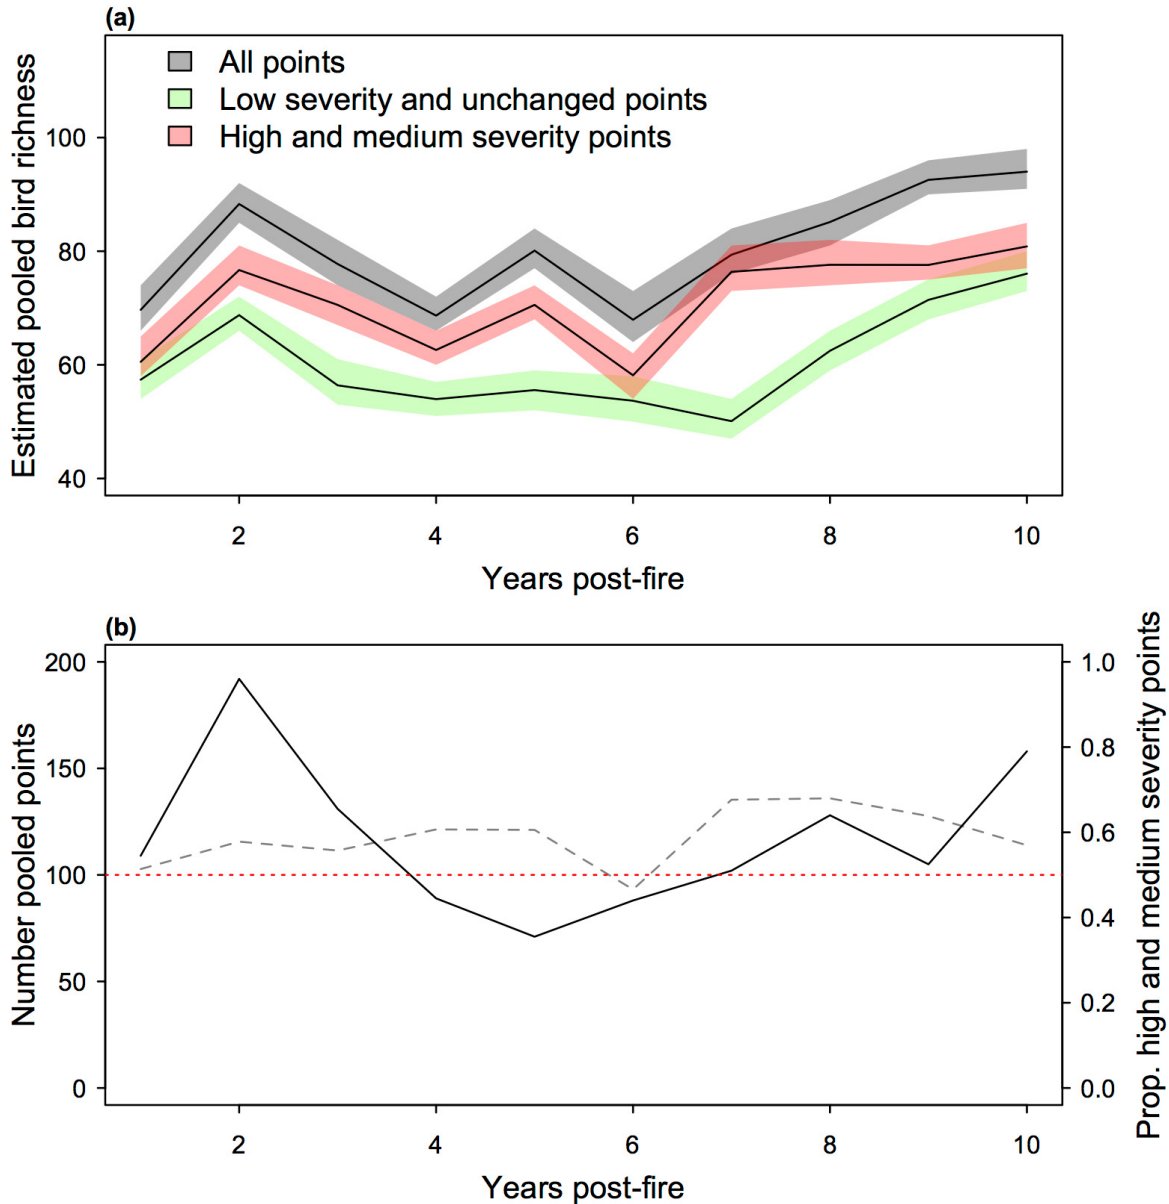 (a)
All points
Low severity and unchanged points
High and medium severity points
Estimated pooled bird richness
100
80
60
40
2 4 6 8 10
Years post-fire
(b)
Number pooled points
200
150
100
50
0
1.0
0.8
0.6
0.4
0.2
0.0
Prop. high and medium severity points
2 4 6 8 10
Years post-fire